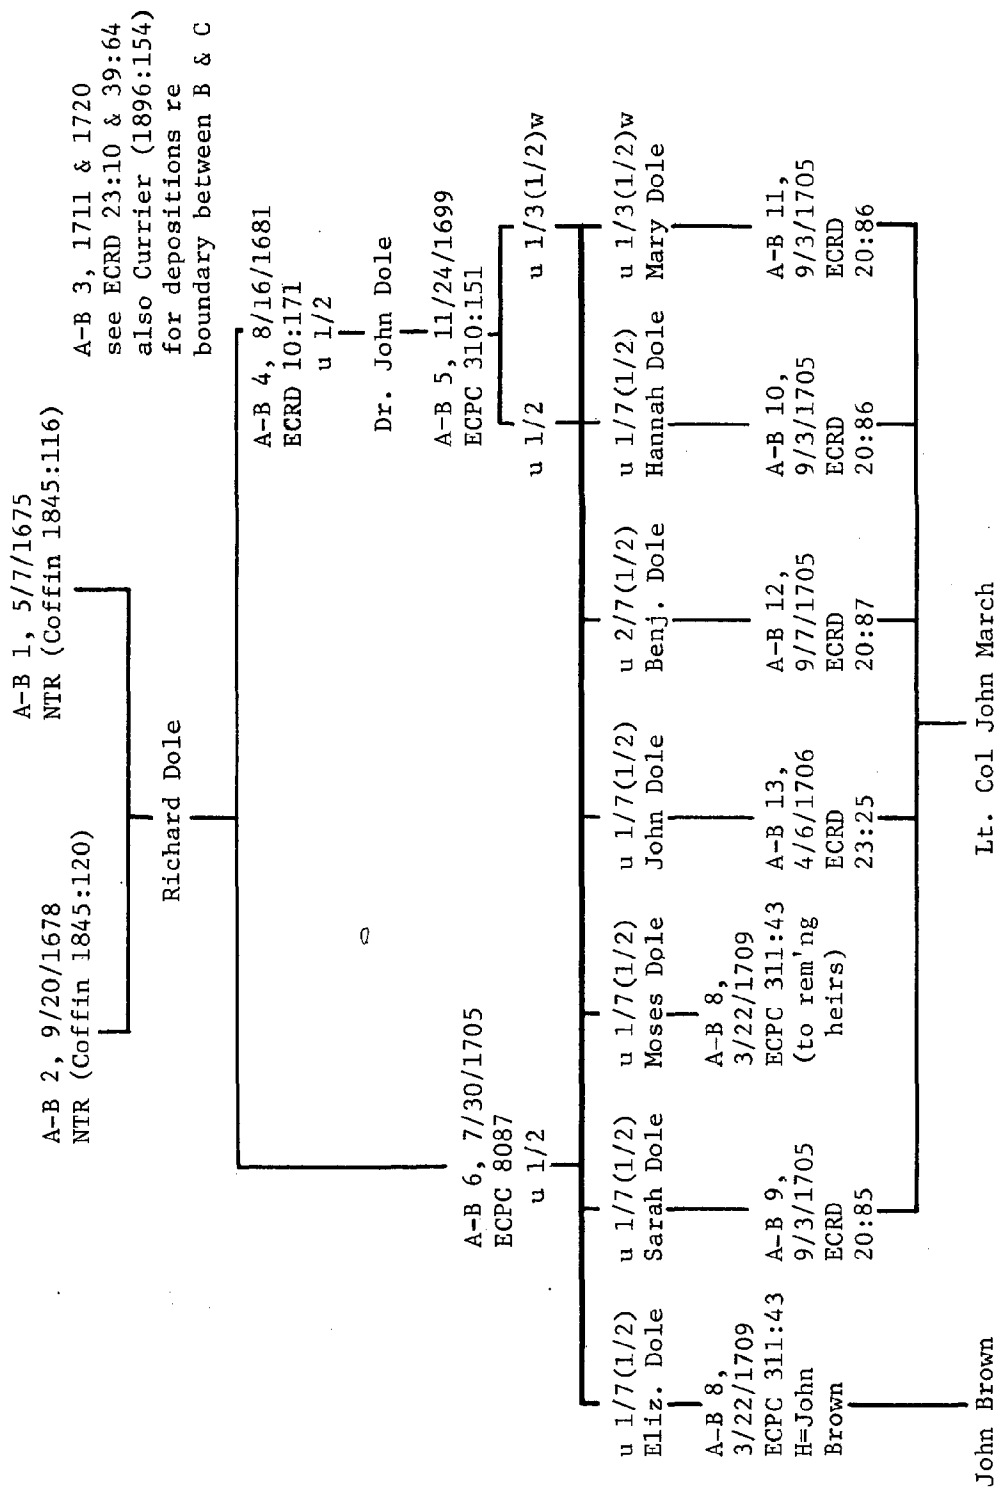 A-B 1, 5/7/1675
NTR (Coffin 1845:116)
A-B 2, 9/20/1678
NTR (Coffin 1845:120)
A-B 3, 1711 & 1720
see ECRD 23:10 & 39:64
also Currier (1896:154)
for depositions re
boundary between B & C
Richard Dole
A-B 4, 8/16/1681
ECRD 10:171
u 1/2
Dr. John Dole
A-B 5, 11/24/1699
ECPC 310:151
A-B 6, 7/30/1705
ECPC 8087
u 1/2
u 1/2
u 1/3(1/2)w
u 1/7(1/2)
Eliz. Dole
A-B 8,
3/22/1709
ECPC 311:43
H=John
Brown
u 1/7(1/2)
Sarah Dole
A-B 9,
9/3/1705
ECRD
20:85
u 1/7(1/2)
Moses Dole
A-B 8,
3/22/1709
ECPC 311:43
(to rem'ng
heirs)
u 1/7(1/2)
John Dole
A-B 13,
4/6/1706
ECRD
23:25
u 2/7(1/2)
Benj. Dole
A-B 12,
9/7/1705
ECRD
20:87
u 1/7(1/2)
Hannah Dole
A-B 10,
9/3/1705
ECRD
20:86
u 1/3(1/2)w
Mary Dole
A-B 11,
9/3/1705
ECRD
20:86
John Brown
Lt. Col John March